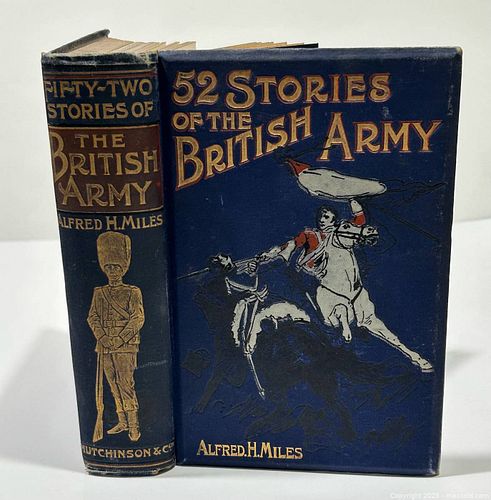 FIFTY-TWO
STORIES OF
THE
BRITISH
ARMY
ALFRED H. MILES
HUTCHINSON & Co.
52 STORIES
OF THE
BRITISH ARMY
ALFRED. H. MILES